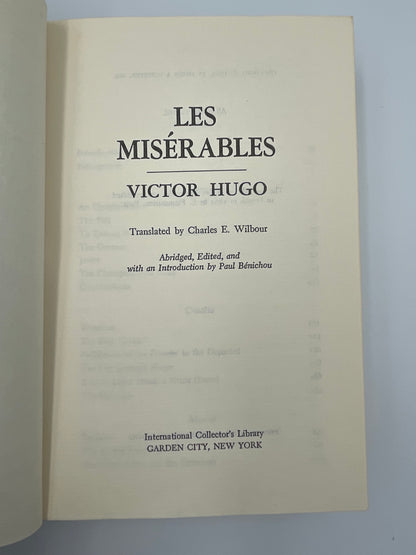 LES
MISÉRABLES
VICTOR HUGO
Translated by Charles E. Wilbour
Abridged, Edited, and
with an Introduction by Paul Bénichou
International Collector's Library
GARDEN CITY, NEW YORK